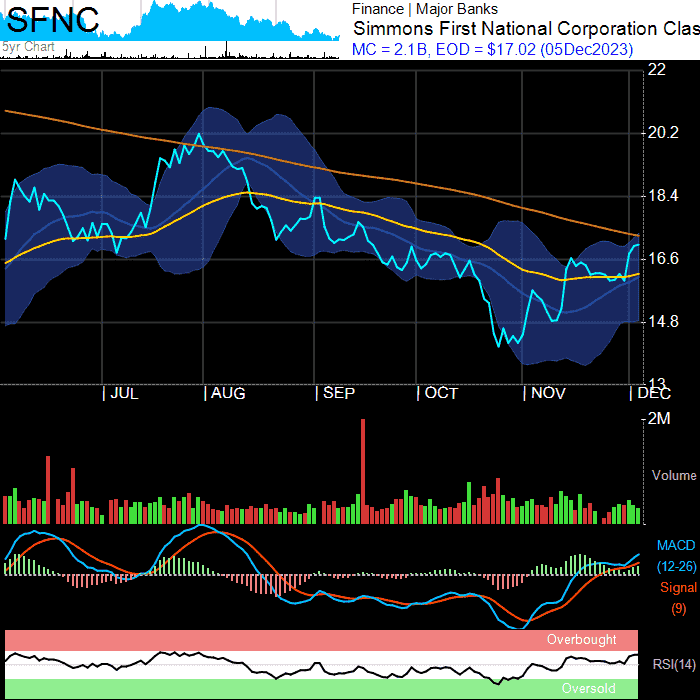 SFNC
5yr Chart
Finance | Major Banks
Simmons First National Corporation Clas
MC = 2.1B, EOD = $17.02 (05Dec2023)
22
20.2
18.4
16.6
14.8
13
JUL AUG SEP OCT NOV DEC
2M
Volume
MACD
(12-26)
Signal
(9)
Overbought
RSI(14)
Oversold